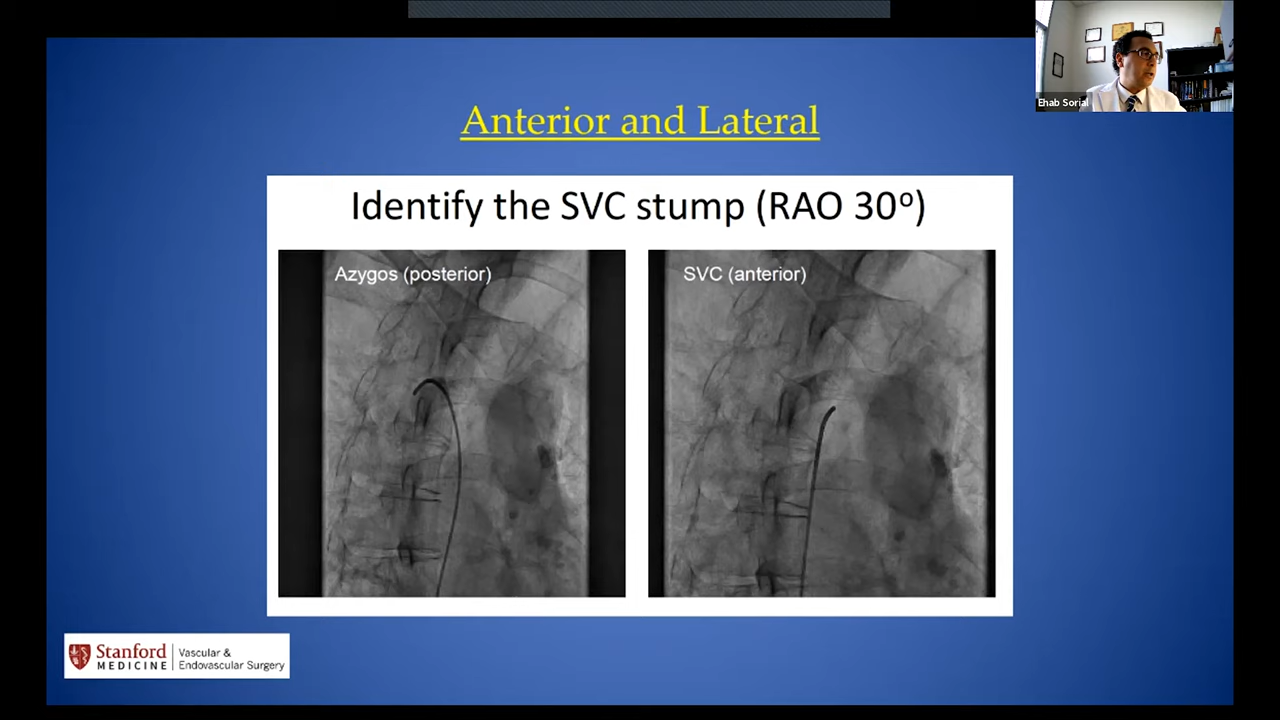 Ehab Sorial
Anterior and Lateral
Identify the SVC stump (RAO 30º)
Azygos (posterior)
SVC (anterior)
Stanford
MEDICINE
Vascular &
Endovascular Surgery